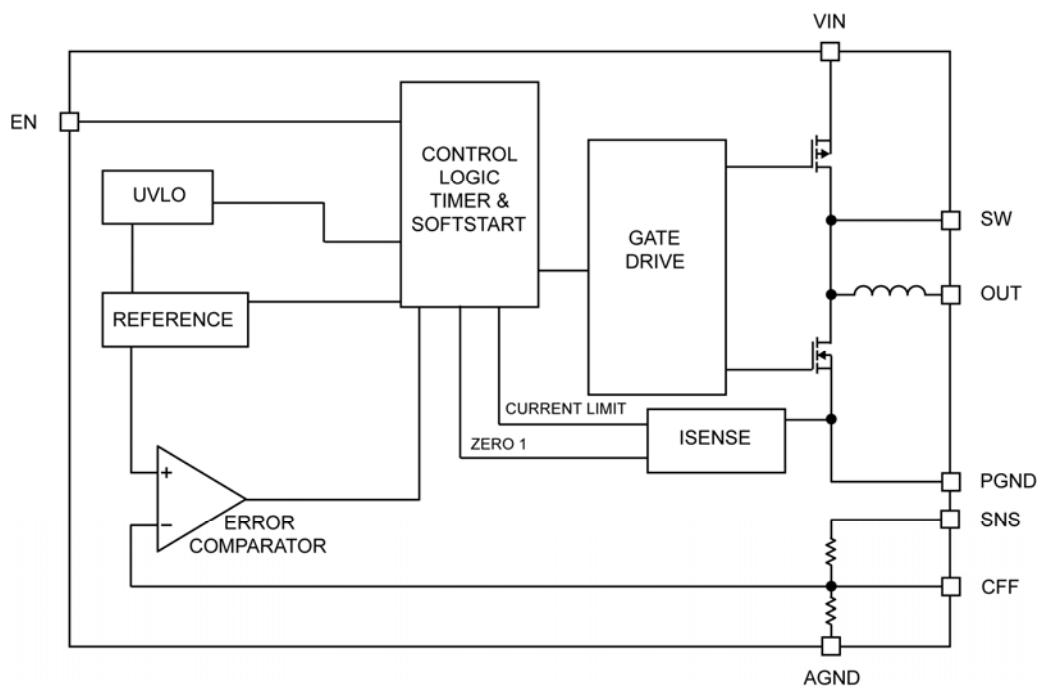 VIN
EN
CONTROL
LOGIC
TIMER &
SOFTSTART
UVLO
GATE
DRIVE
SW
OUT
REFERENCE
CURRENT LIMIT
ISENSE
ZERO 1
+
−
ERROR
COMPARATOR
PGND
SNS
CFF
AGND